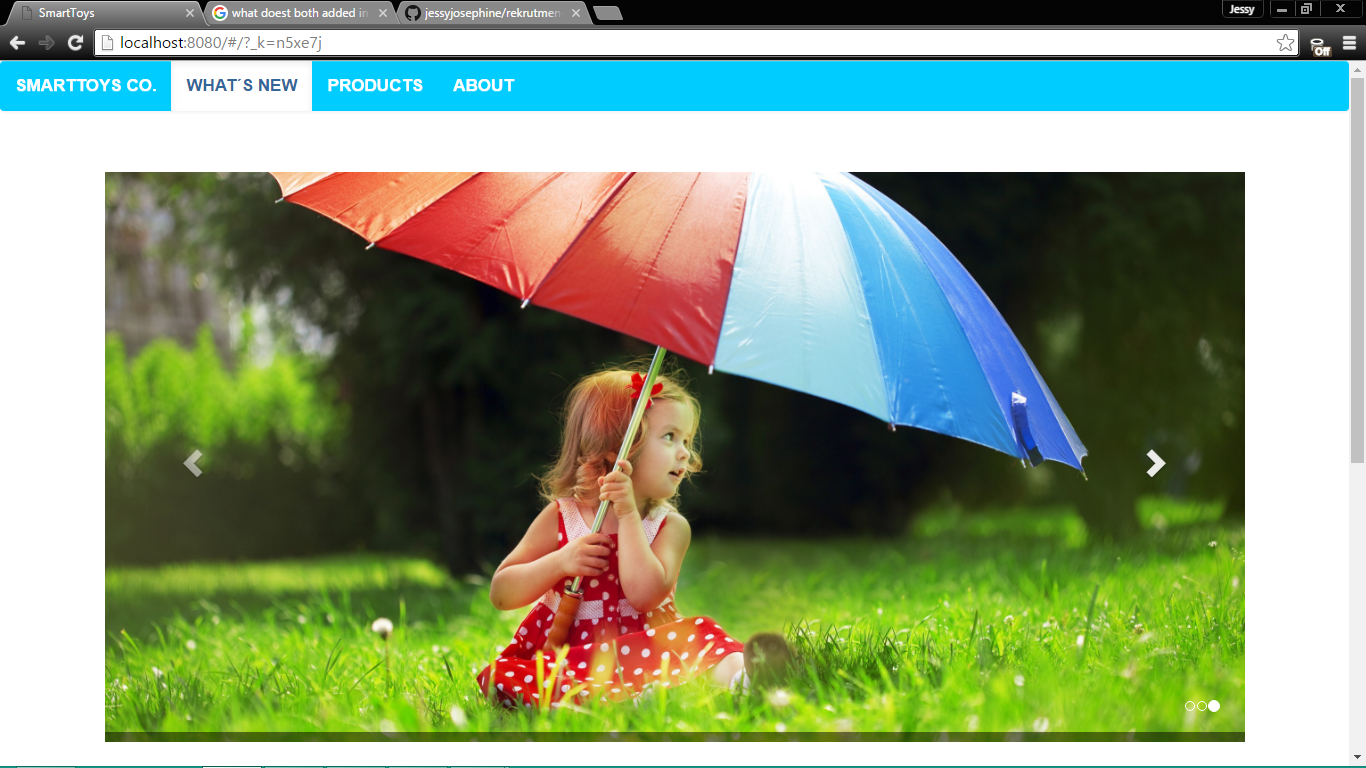 SmartToys
what doest both added in
jessyjosephine/rekrutmen
Jessy
localhost:8080/#/?_k=n5xe7j
Off
SMARTTOYS CO.
WHAT´S NEW
PRODUCTS
ABOUT